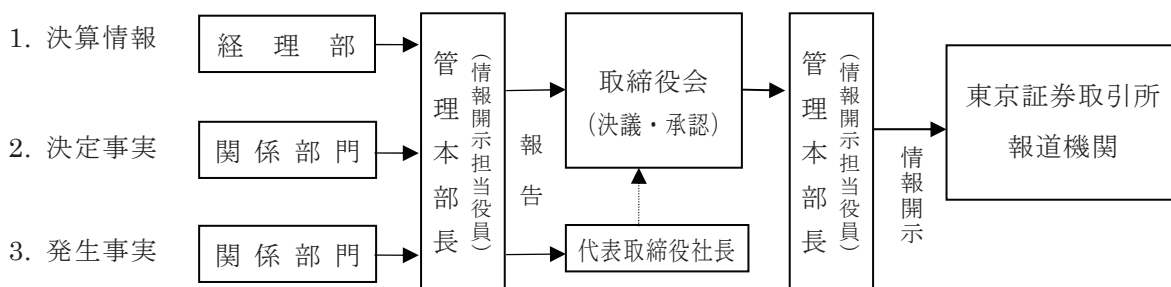 1. 決算情報
経理部
2. 決定事実
関係部門
3. 発生事実
関係部門
管理本部長
(情報開示担当役員)
報告
取締役会
(決議・承認)
代表取締役社長
管理本部長
(情報開示担当役員)
情報開示
東京証券取引所
報道機関